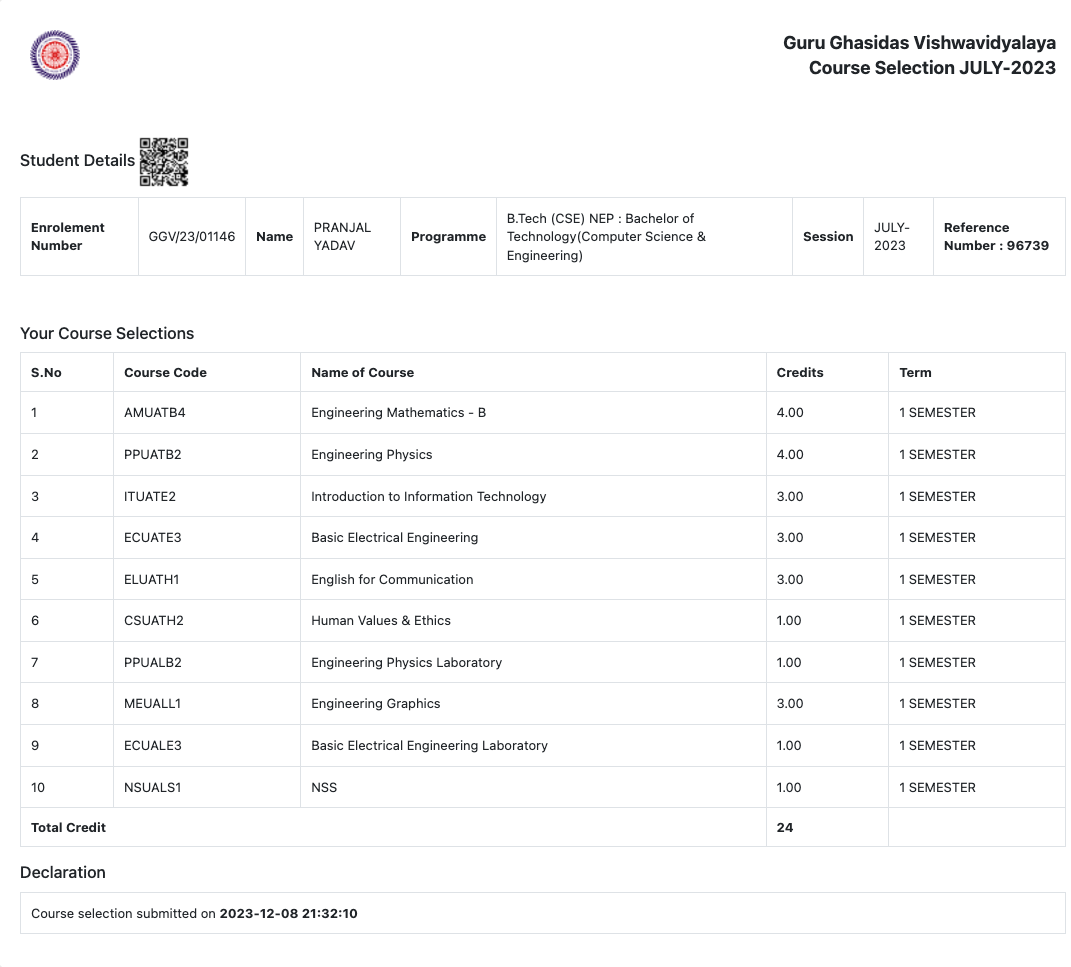 Guru Ghasidas Vishwavidyalaya
Course Selection JULY-2023
Student Details
Enrolement Number GGV/23/01146 Name PRANJAL YADAV Programme B.Tech (CSE) NEP : Bachelor of Technology(Computer Science & Engineering) Session JULY-2023 Reference Number : 96739
Your Course Selections
S.No Course Code Name of Course Credits Term
1 AMUATB4 Engineering Mathematics - B 4.00 1 SEMESTER
2 PPUATB2 Engineering Physics 4.00 1 SEMESTER
3 ITUATE2 Introduction to Information Technology 3.00 1 SEMESTER
4 ECUATE3 Basic Electrical Engineering 3.00 1 SEMESTER
5 ELUATH1 English for Communication 3.00 1 SEMESTER
6 CSUATH2 Human Values & Ethics 1.00 1 SEMESTER
7 PPUALB2 Engineering Physics Laboratory 1.00 1 SEMESTER
8 MEUALL1 Engineering Graphics 3.00 1 SEMESTER
9 ECUALE3 Basic Electrical Engineering Laboratory 1.00 1 SEMESTER
10 NSUALS1 NSS 1.00 1 SEMESTER
Total Credit 24
Declaration
Course selection submitted on 2023-12-08 21:32:10